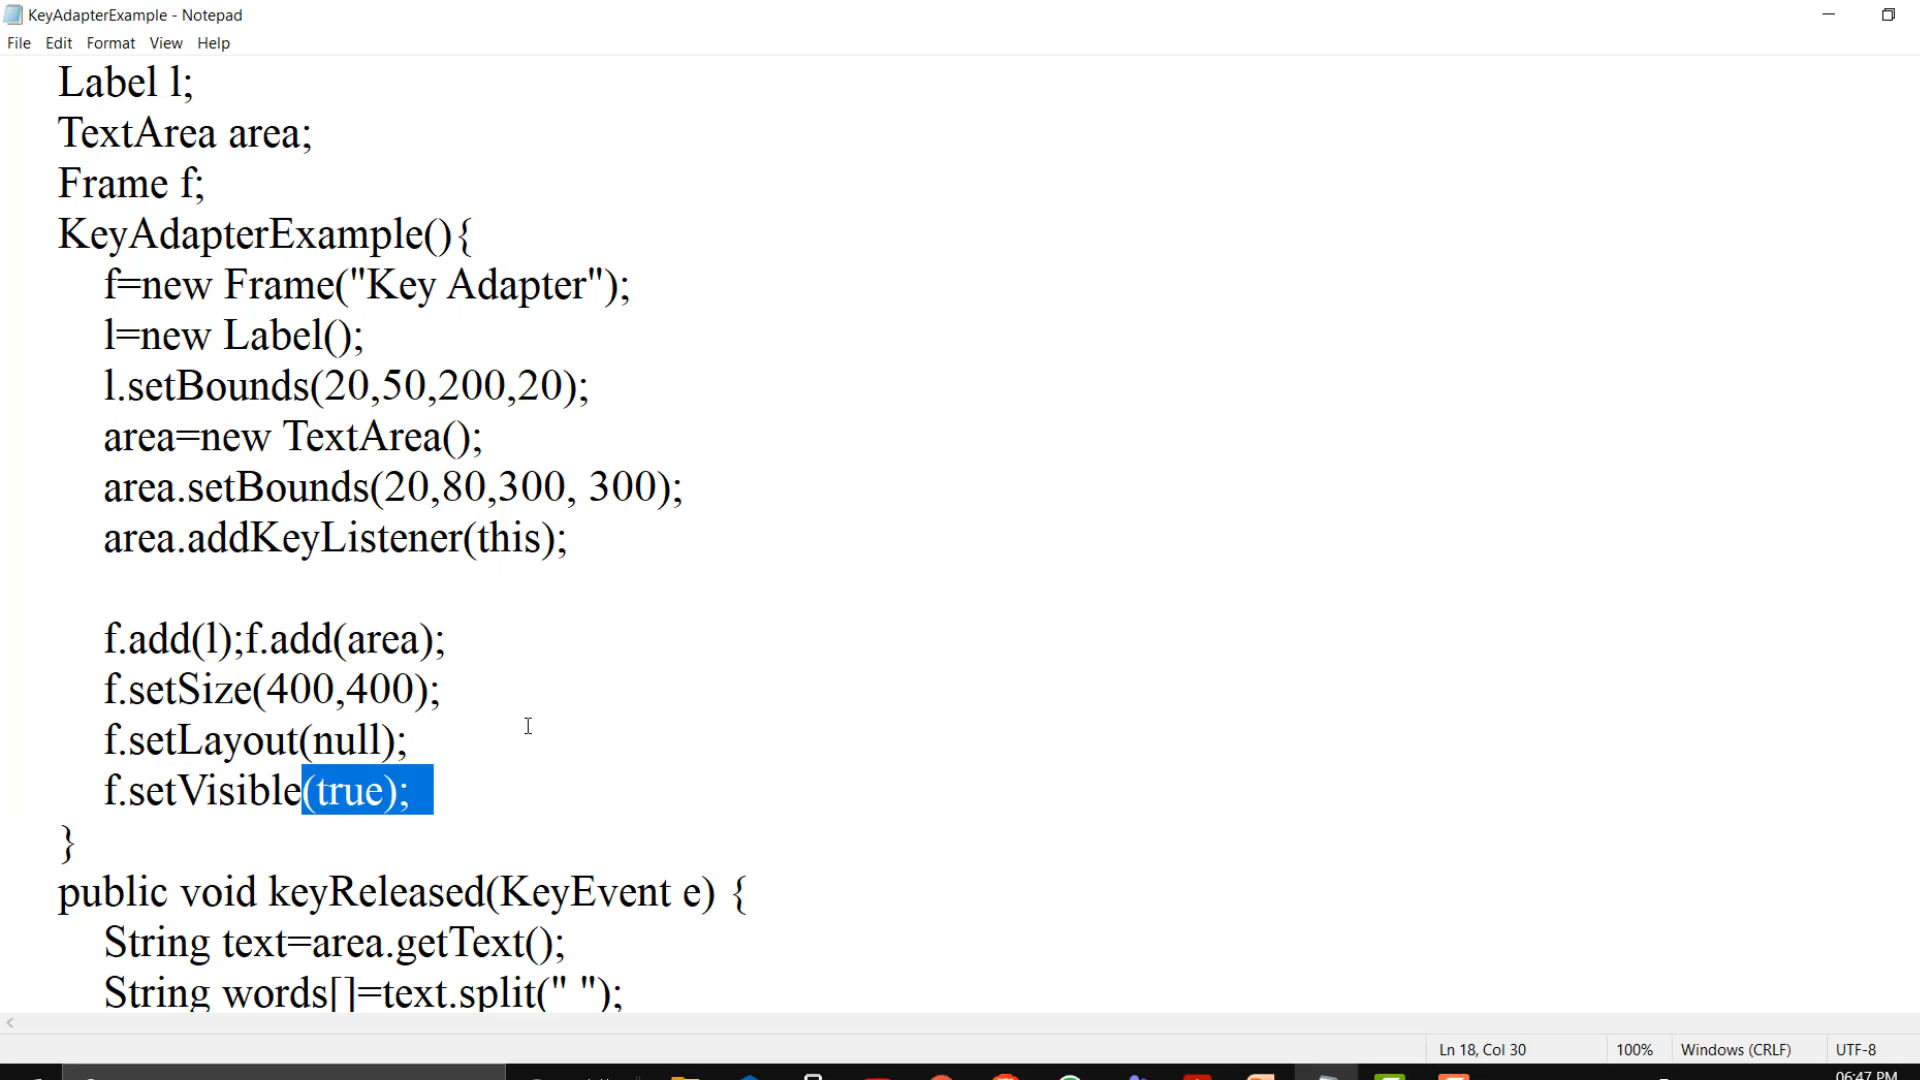 KeyAdapterExample - Notepad
File Edit Format View Help
Label l;
TextArea area;
Frame f;
KeyAdapterExample(){
f=new Frame("Key Adapter");
l=new Label();
l.setBounds(20,50,200,20);
area=new TextArea();
area.setBounds(20,80,300, 300);
area.addKeyListener(this);
f.add(l);f.add(area);
f.setSize(400,400);
f.setLayout(null);
f.setVisible(true);
}
public void keyReleased(KeyEvent e) {
String text=area.getText();
String words[]=text.split(" ");
Ln 18, Col 30 100% Windows (CRLF) UTF-8
06:47 PM